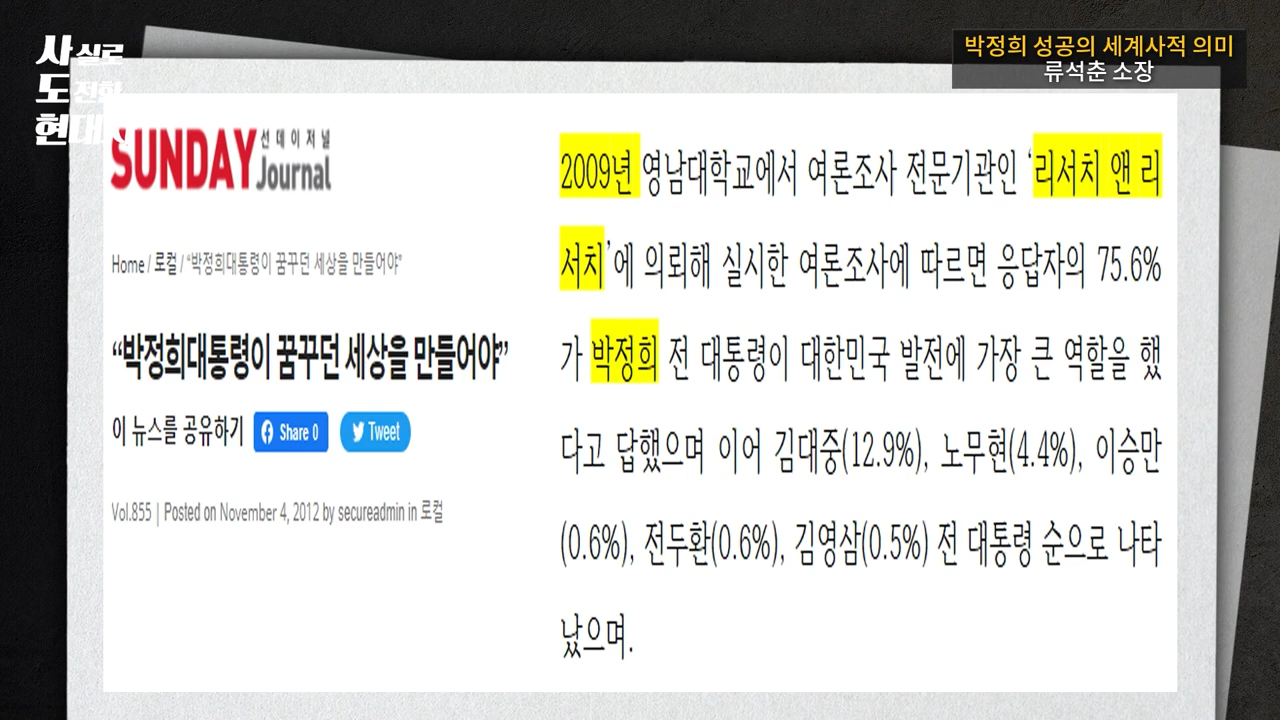 사실로
도전한
현대사
박정희 성공의 세계사적 의미
류석춘 소장
SUNDAY 선데이저널
Journal
Home / 로컬 / “박정희대통령이 꿈꾸던 세상을 만들어야”
“박정희대통령이 꿈꾸던 세상을 만들어야”
이 뉴스를 공유하기 Share 0 Tweet
Vol.855 | Posted on November 4, 2012 by secureadmin in 로컬
2009년 영남대학교에서 여론조사 전문기관인 ‘리서치 앤 리
서치’에 의뢰해 실시한 여론조사에 따르면 응답자의 75.6%
가 박정희 전 대통령이 대한민국 발전에 가장 큰 역할을 했
다고 답했으며 이어 김대중(12.9%), 노무현(4.4%), 이승만
(0.6%), 전두환(0.6%), 김영삼(0.5%) 전 대통령 순으로 나타
났으며.